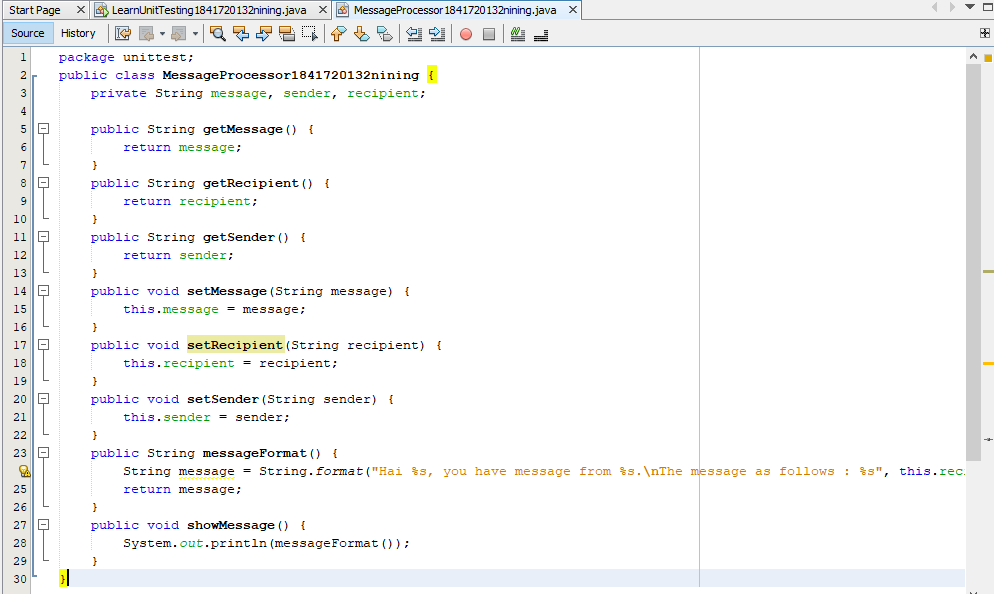 Start Page LearnUnitTesting1841720132nining.java MessageProcessor1841720132nining.java
Source History
1 package unittest;
2 public class MessageProcessor1841720132nining {
3 private String message, sender, recipient;
4
5 public String getMessage() {
6 return message;
7 }
8 public String getRecipient() {
9 return recipient;
10 }
11 public String getSender() {
12 return sender;
13 }
14 public void setMessage(String message) {
15 this.message = message;
16 }
17 public void setRecipient(String recipient) {
18 this.recipient = recipient;
19 }
20 public void setSender(String sender) {
21 this.sender = sender;
22 }
23 public String messageFormat() {
String message = String.format("Hai %s, you have message from %s.\nThe message as follows : %s", this.rec
25 return message;
26 }
27 public void showMessage() {
28 System.out.println(messageFormat());
29 }
30 }